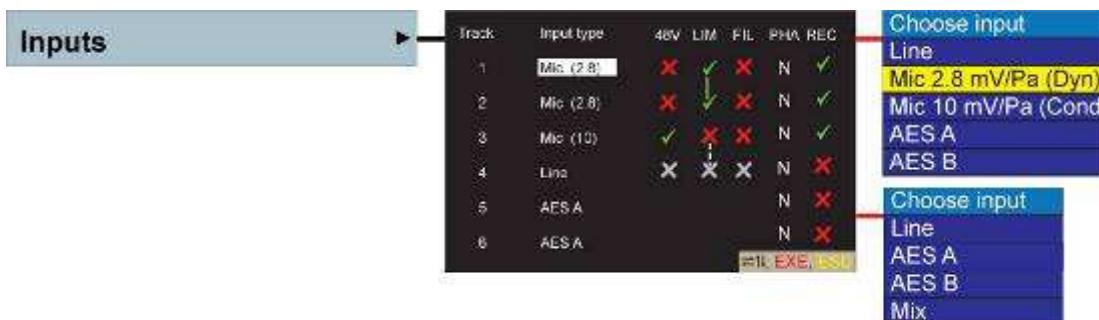 Inputs
Track Input type 48V LIM FIL PHA REC
1 Mic (2.8) N
2 Mic (2.8) N
3 Mic (10) N
4 Line N
5 AES A N
6 AES A N
EXE, ESC
Choose input
Line
Mic 2.8 mV/Pa (Dyn)
Mic 10 mV/Pa (Cond
AES A
AES B
Choose input
Line
AES A
AES B
Mix